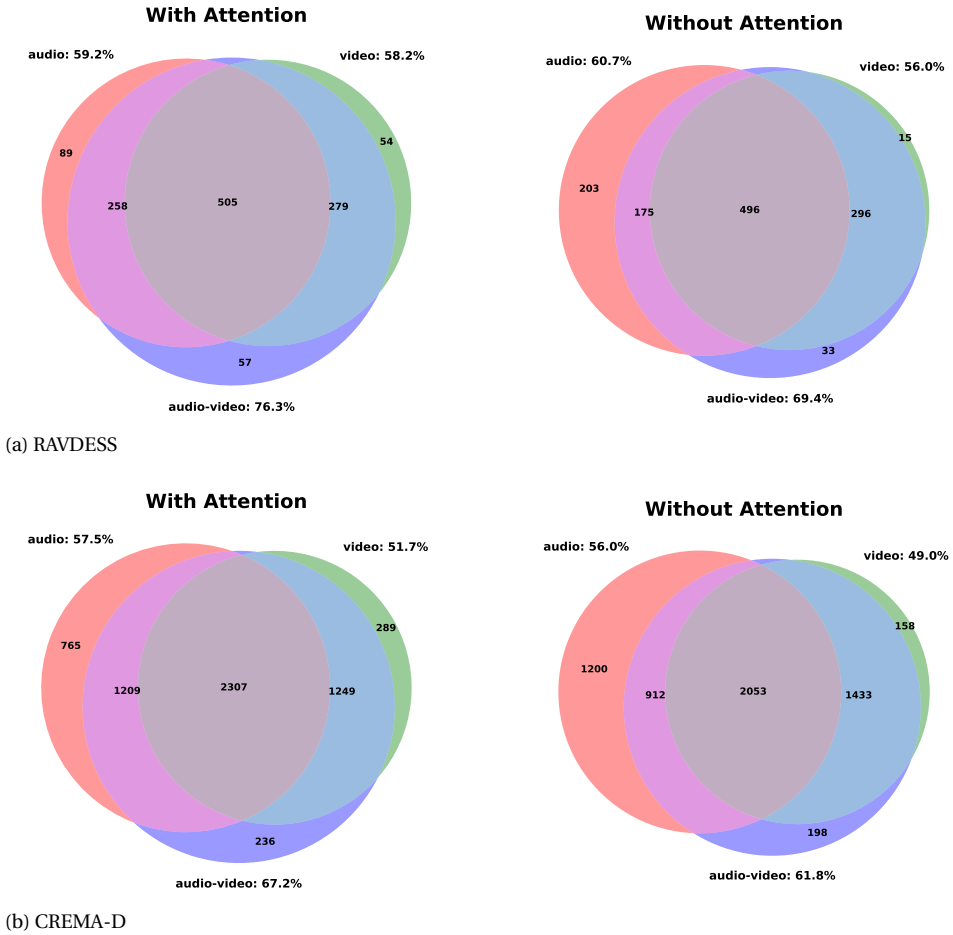 With Attention
audio: 59.2%
video: 58.2%
89
54
258
505
279
57
audio-video: 76.3%
Without Attention
audio: 60.7%
video: 56.0%
15
203
175
496
296
33
audio-video: 69.4%
(a) RAVDESS
With Attention
audio: 57.5%
video: 51.7%
289
765
1209
2307
1249
236
audio-video: 67.2%
Without Attention
audio: 56.0%
video: 49.0%
158
1200
912
2053
1433
198
audio-video: 61.8%
(b) CREMA-D